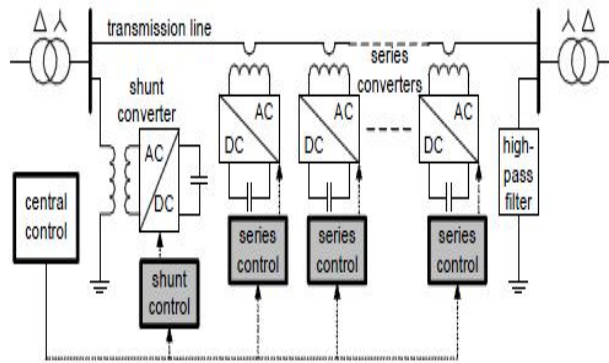 transmission line
series
converters
shunt
converter
AC
DC
AC
DC
AC
DC
AC
DC
high-
pass
filter
central
control
shunt
control
series
control
series
control
series
control